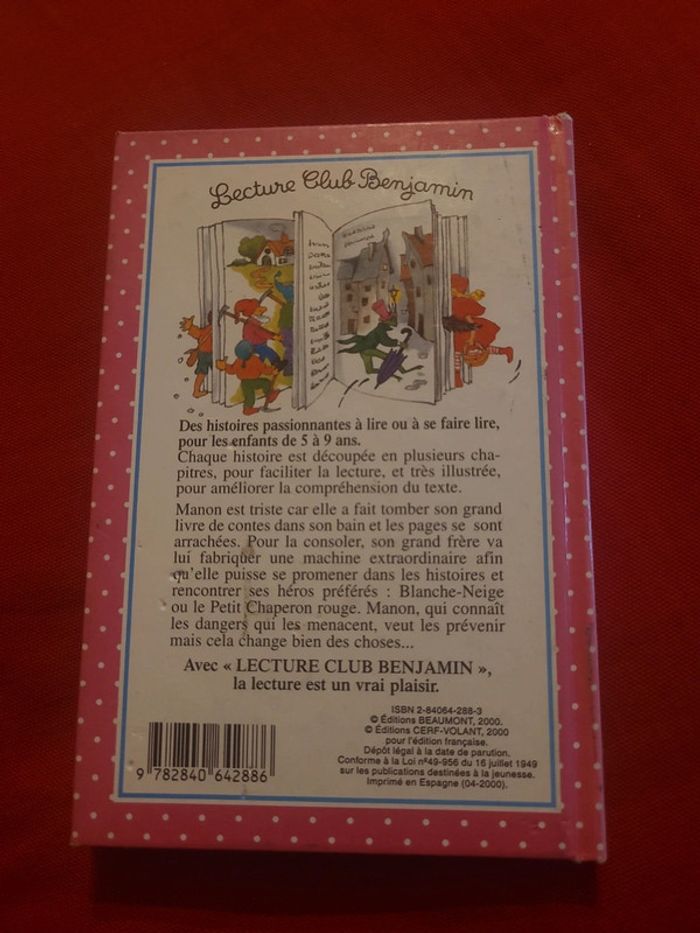 Lecture Club Benjamin
Des histoires passionnantes à lire ou à se faire lire,
pour les enfants de 5 à 9 ans.
Chaque histoire est découpée en plusieurs cha-
pitres, pour faciliter la lecture, et très illustrée,
pour améliorer la compréhension du texte.
Manon est triste car elle a fait tomber son grand
livre de contes dans son bain et les pages se sont
arrachées. Pour la consoler, son grand frère va
lui fabriquer une machine extraordinaire afin
qu'elle puisse se promener dans les histoires et
rencontrer ses héros préférés : Blanche-Neige
ou le Petit Chaperon rouge. Manon, qui connaît
les dangers qui les menacent, veut les prévenir
mais cela change bien des choses...
Avec « LECTURE CLUB BENJAMIN »,
la lecture est un vrai plaisir.
ISBN 2-84064-288-3
© Éditions BEAUMONT, 2000.
© Éditions CERF-VOLANT, 2000
pour l'édition française.
Dépôt légal à la date de parution.
Conforme à la Loi n°49-956 du 16 juillet 1949
sur les publications destinées à la jeunesse.
Imprimé en Espagne (04-2000).
9 782840 642886